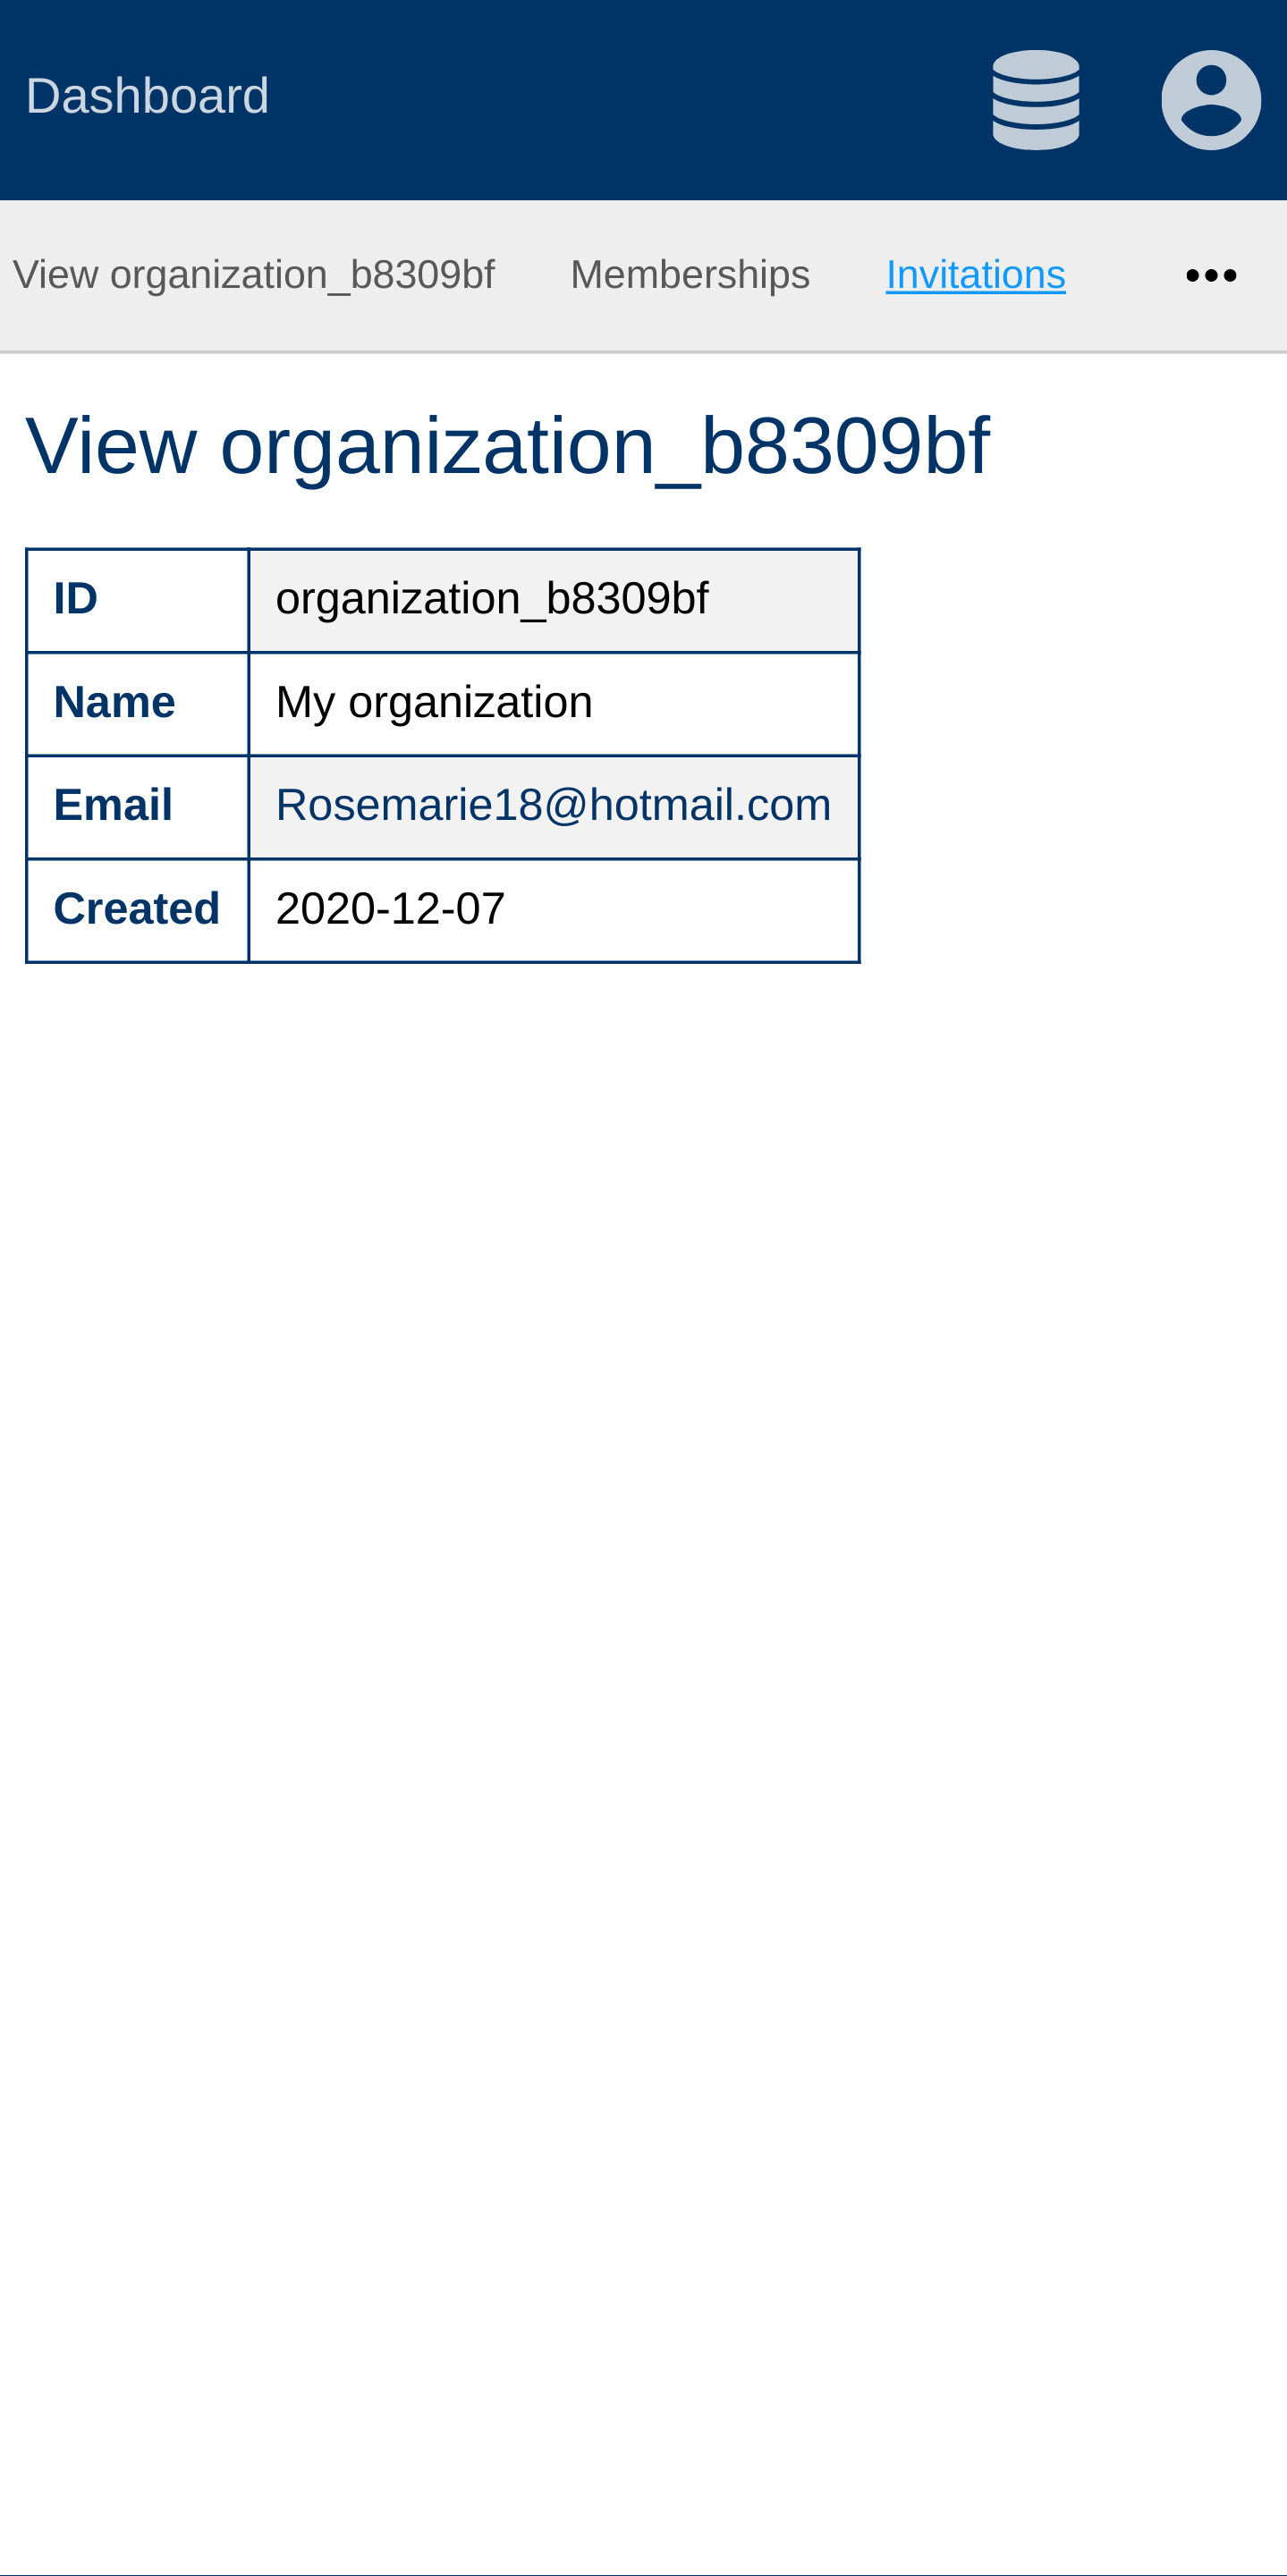 Dashboard
View organization_b8309bf Memberships Invitations •••
View organization_b8309bf
ID organization_b8309bf
Name My organization
Email Rosemarie18@hotmail.com
Created 2020-12-07